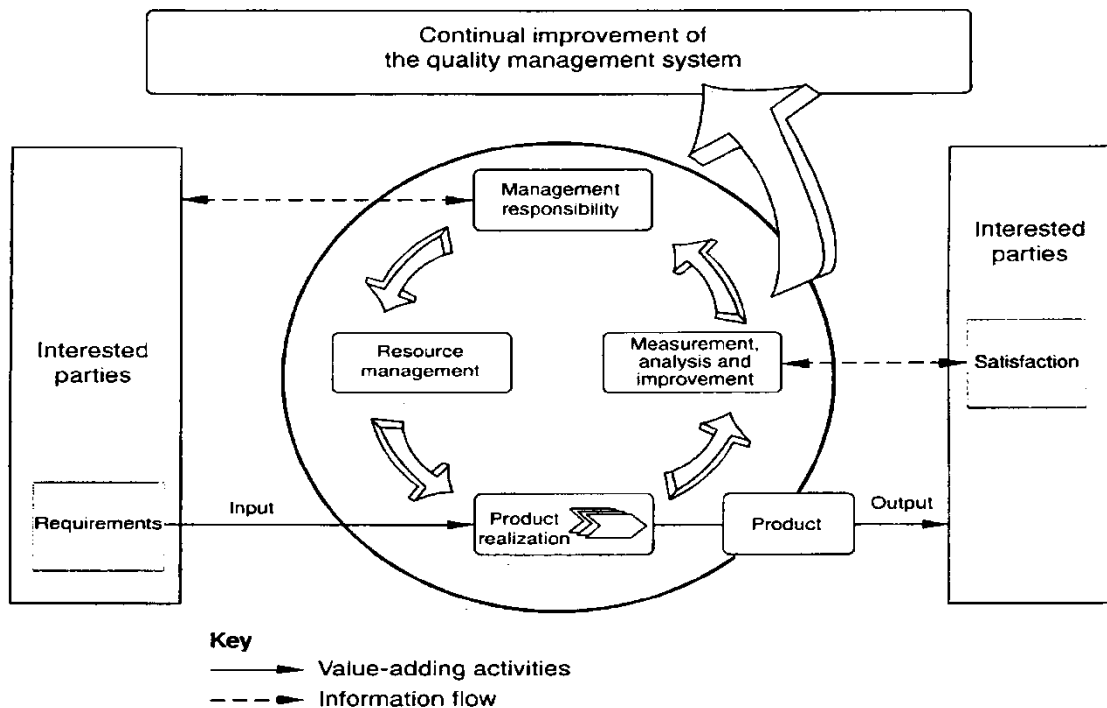 Continual improvement of
the quality management system
Management
responsibility
Interested
parties
Interested
parties
Resource
management
Measurement,
analysis and
improvement
Satisfaction
Requirements
Input
Product
realization
Product
Output
Key
Value-adding activities
Information flow